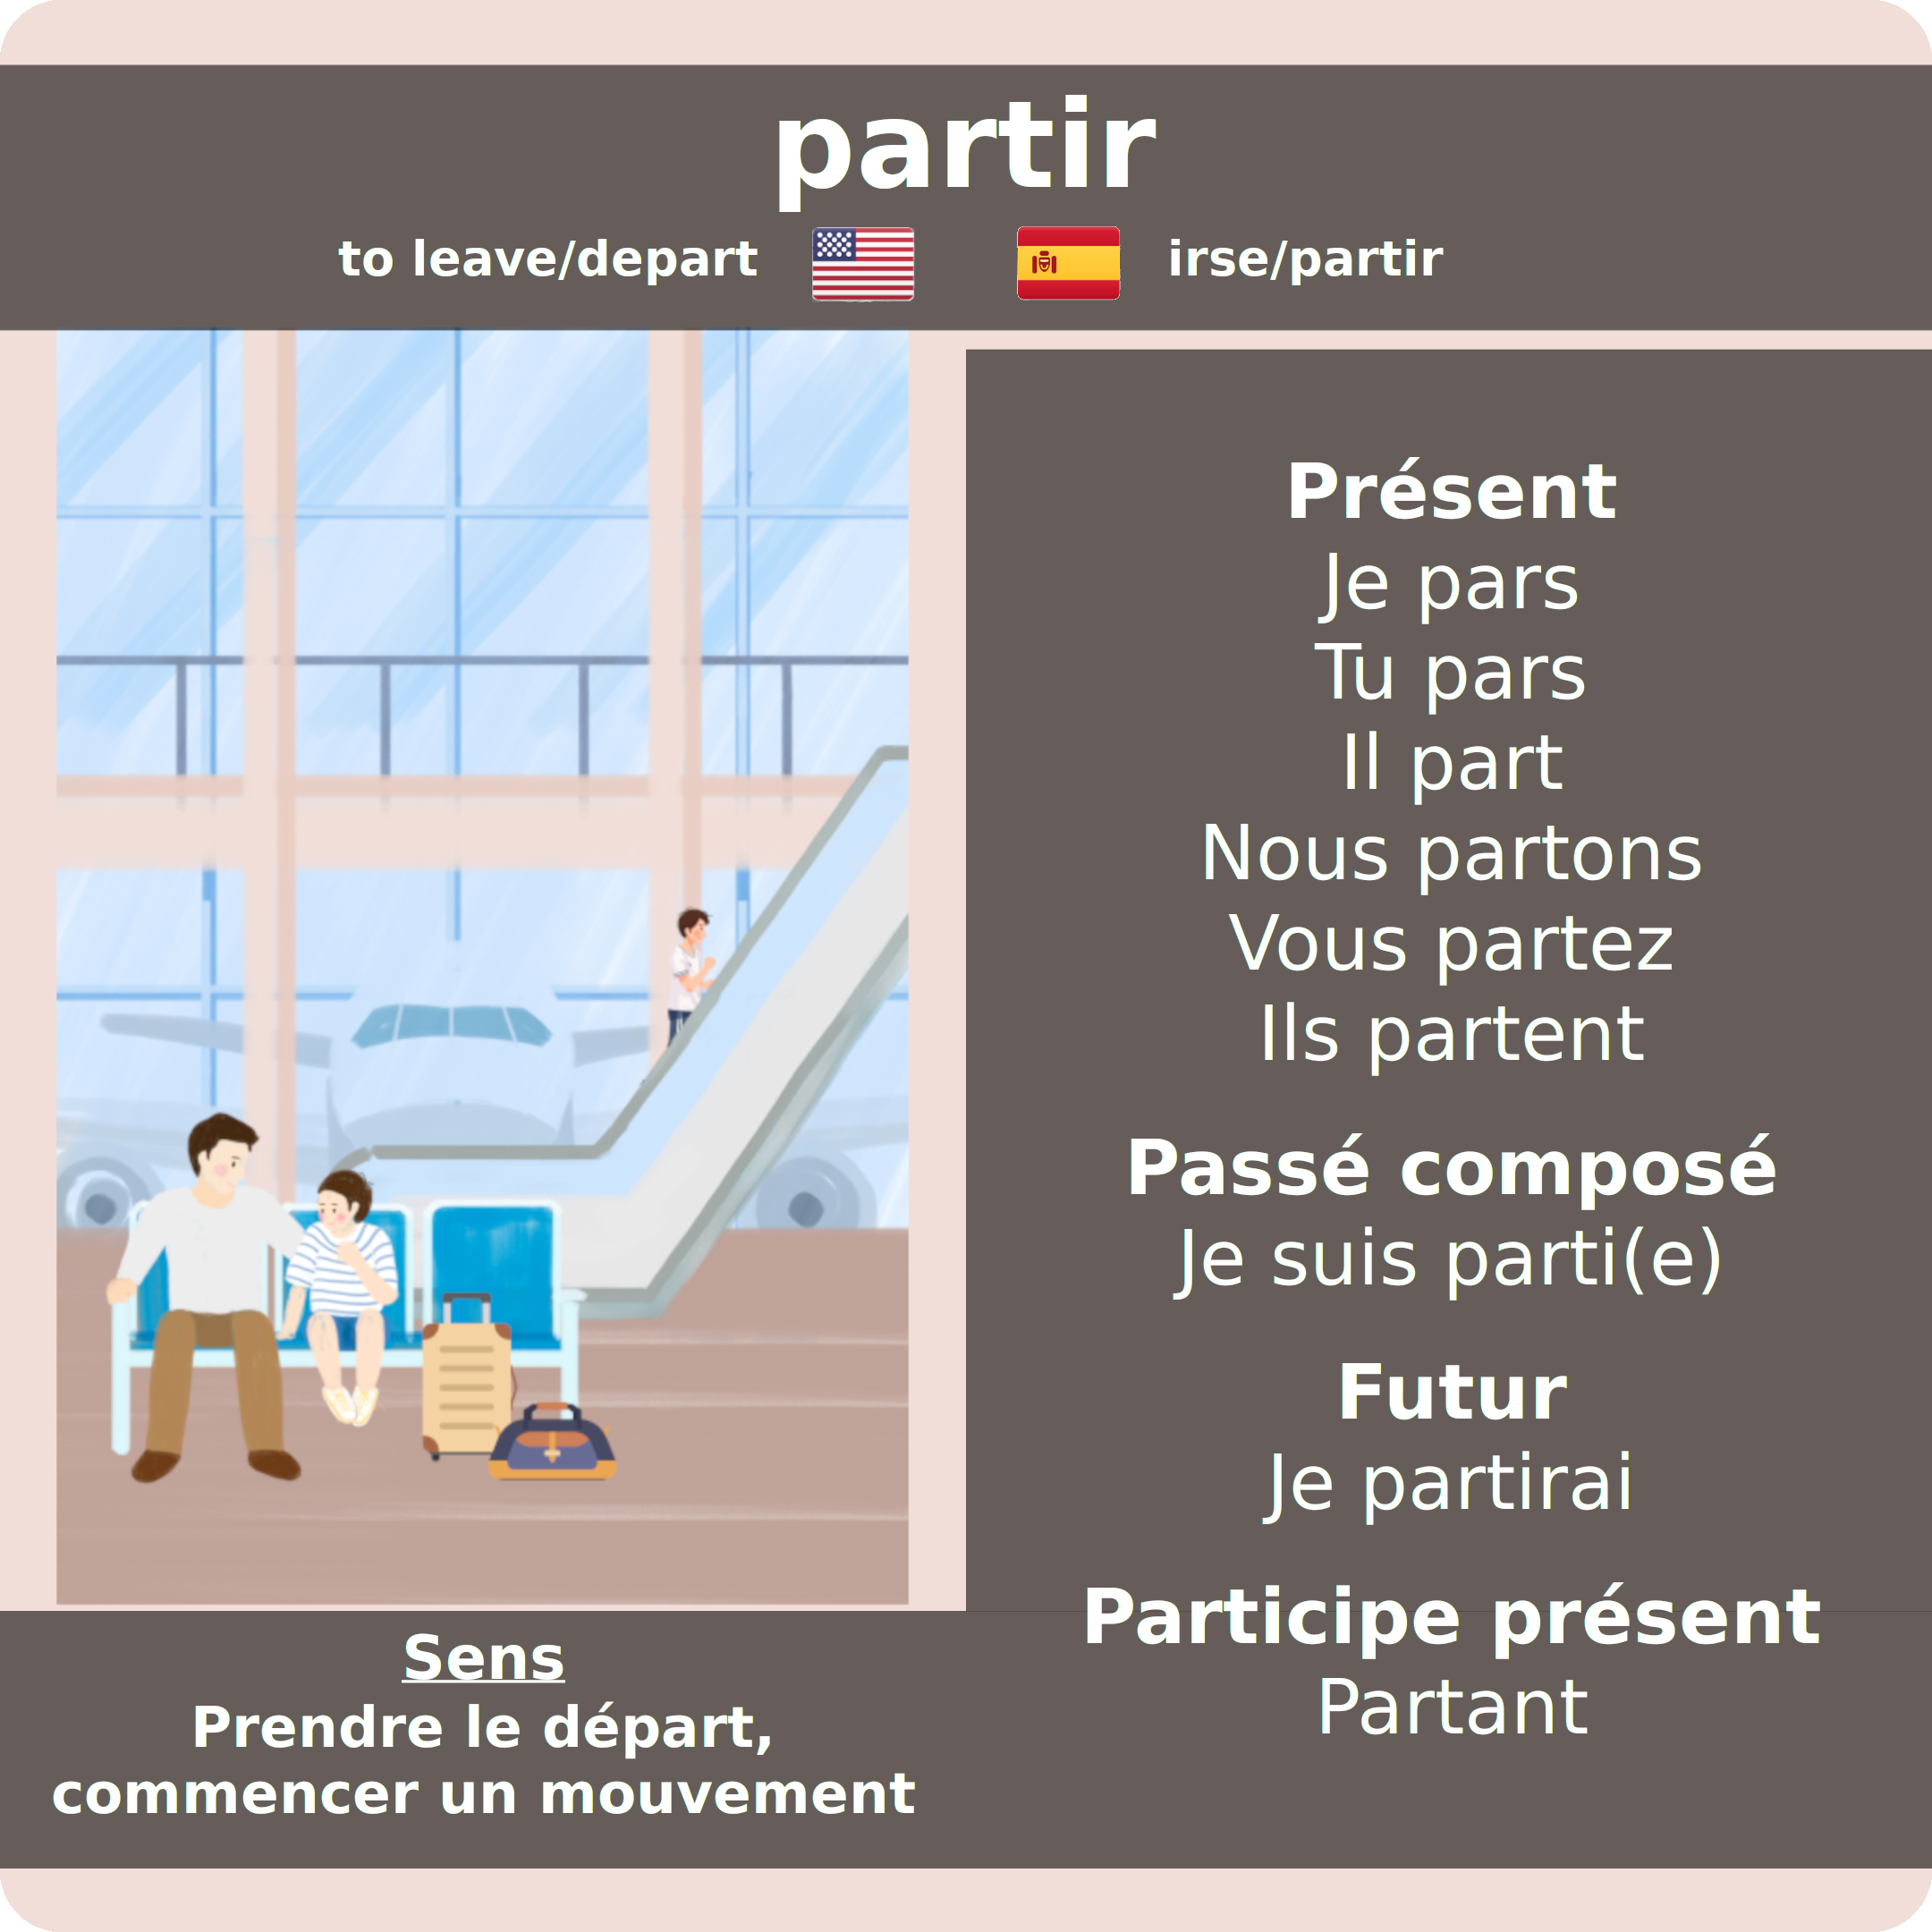 partir
to leave/depart irse/partir
Présent
Je pars
Tu pars
Il part
Nous partons
Vous partez
Ils partent
Passé composé
Je suis parti(e)
Futur
Je partirai
Participe présent
Partant
Sens
Prendre le départ,
commencer un mouvement